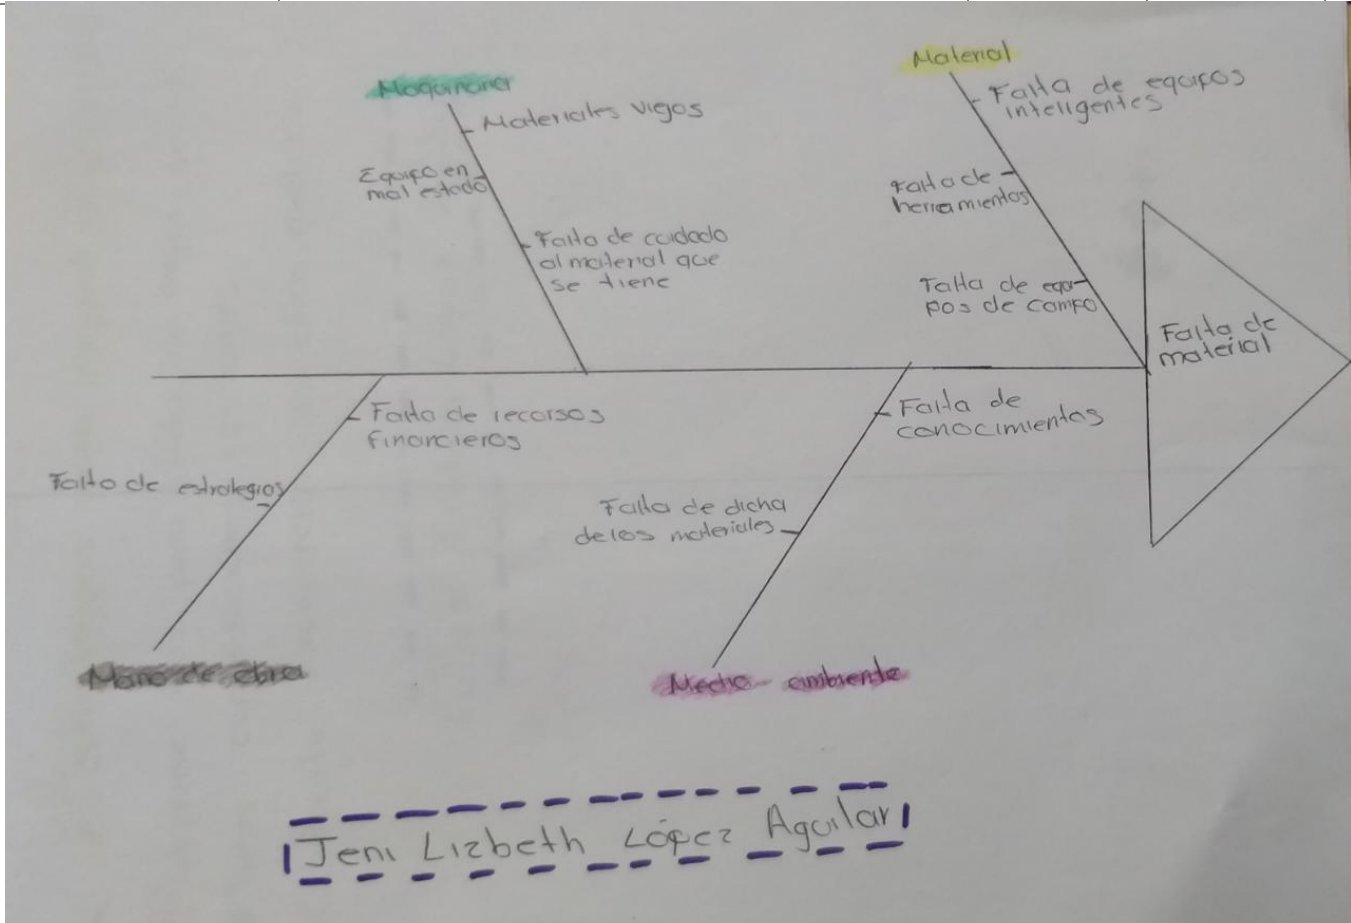 Maquinaria
Materiales viejos
Equipo en
mal estado
Falta de cuidado
al material que
se tiene
Material
Falta de equipos
inteligentes
Falta de
herramientas
Falta de equi-
pos de campo
Falta de
material
Falta de recursos
financieros
Falta de estrategias
Mano de obra
Falta de
conocimientos
Falta de dicha
de los materiales
Medio ambiente
Jeni Lizbeth López Aguilar